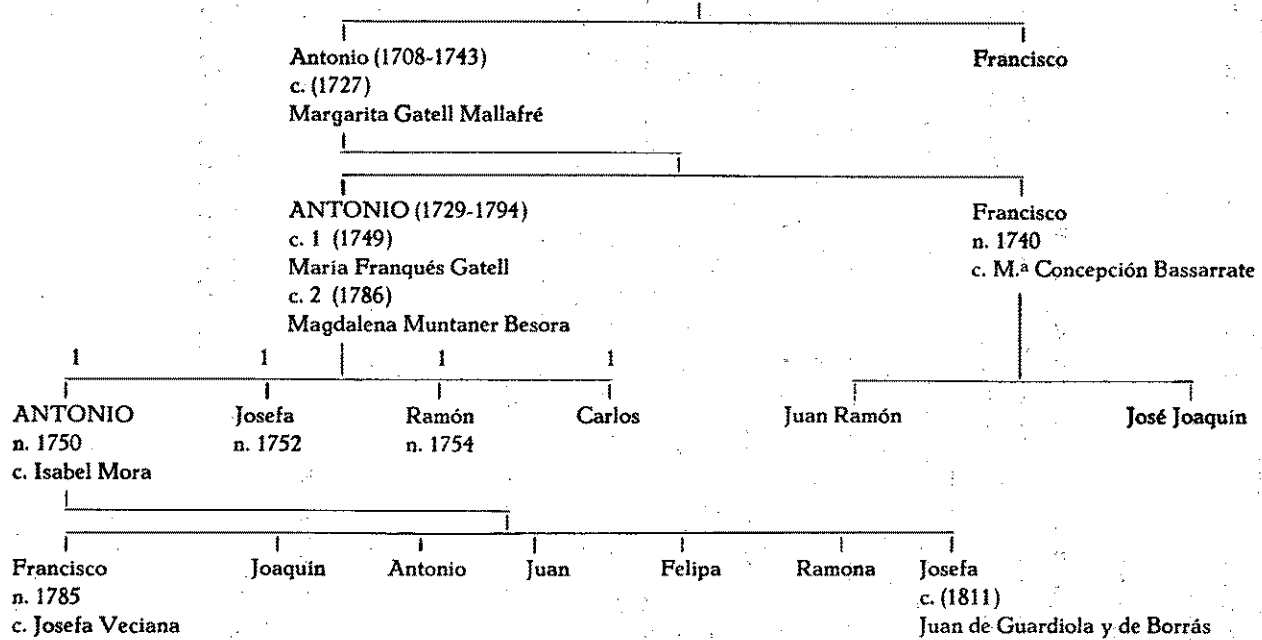 Antonio (1708-1743)
c. (1727)
Margarita Gatell Mallafré
Francisco
ANTONIO (1729-1794)
c. 1 (1749)
María Franqués Gatell
c. 2 (1786)
Magdalena Muntaner Besora
Francisco
n. 1740
c. M.ª Concepción Bassarrate
1 1 1 1
ANTONIO
n. 1750
c. Isabel Mora
Josefa
n. 1752
Ramón
n. 1754
Carlos
Juan Ramón
José Joaquín
Francisco
n. 1785
c. Josefa Veciana
Joaquín
Antonio
Juan
Felipa
Ramona
Josefa
c. (1811)
Juan de Guardiola y de Borrás